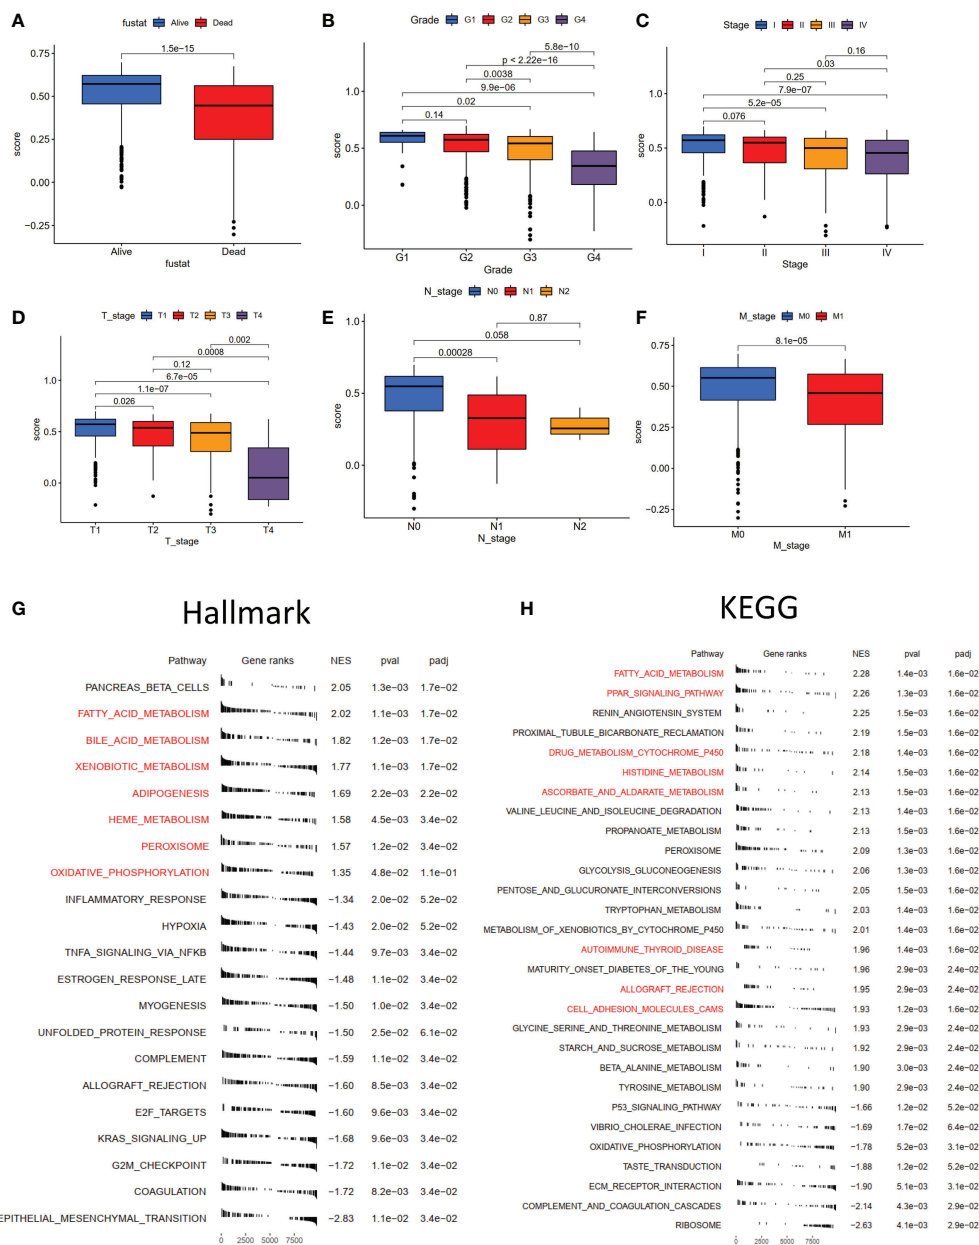 A
fustat Alive Dead
1.5e-15
0.75
0.50
0.25
0.00
−0.25
score
Alive Dead
fustat
B
Grade G1 G2 G3 G4
5.8e-10
p < 2.22e-16
0.0038
9.9e-06
0.02
0.14
1.0
0.5
0.0
score
G1 G2 G3 G4
Grade
C
Stage I II III IV
0.16
0.03
0.25
7.9e-07
5.2e-05
0.076
1.0
0.5
0.0
score
I II III IV
Stage
D
T_stage T1 T2 T3 T4
0.002
0.0008
0.12
6.7e-05
1.1e-07
0.026
1.0
0.5
0.0
score
T1 T2 T3 T4
T_stage
E
N_stage N0 N1 N2
0.87
0.058
0.00028
1.0
0.5
0.0
score
N0 N1 N2
N_stage
F
M_stage M0 M1
8.1e-05
0.75
0.50
0.25
0.00
−0.25
score
M0 M1
M_stage
G
Hallmark
Pathway Gene ranks NES pval padj
PANCREAS_BETA_CELLS 2.05 1.3e−03 1.7e−02
FATTY_ACID_METABOLISM 2.02 1.1e−03 1.7e−02
BILE_ACID_METABOLISM 1.82 1.2e−03 1.7e−02
XENOBIOTIC_METABOLISM 1.77 1.1e−03 1.7e−02
ADIPOGENESIS 1.69 2.2e−03 2.2e−02
HEME_METABOLISM 1.58 4.5e−03 3.4e−02
PEROXISOME 1.57 1.2e−02 3.4e−02
OXIDATIVE_PHOSPHORYLATION 1.35 4.8e−02 1.1e−01
INFLAMMATORY_RESPONSE −1.34 2.0e−02 5.2e−02
HYPOXIA −1.43 2.0e−02 5.2e−02
TNFA_SIGNALING_VIA_NFKB −1.44 9.7e−03 3.4e−02
ESTROGEN_RESPONSE_LATE −1.48 1.1e−02 3.4e−02
MYOGENESIS −1.50 1.0e−02 3.4e−02
UNFOLDED_PROTEIN_RESPONSE −1.50 2.5e−02 6.1e−02
COMPLEMENT −1.59 1.1e−02 3.4e−02
ALLOGRAFT_REJECTION −1.60 8.5e−03 3.4e−02
E2F_TARGETS −1.60 9.6e−03 3.4e−02
KRAS_SIGNALING_UP −1.68 9.6e−03 3.4e−02
G2M_CHECKPOINT −1.72 1.1e−02 3.4e−02
COAGULATION −1.72 8.2e−03 3.4e−02
EPITHELIAL_MESENCHYMAL_TRANSITION −2.83 1.1e−02 3.4e−02
0 2500 5000 7500
H
KEGG
Pathway Gene ranks NES pval padj
FATTY_ACID_METABOLISM 2.28 1.4e−03 1.6e−02
PPAR_SIGNALING_PATHWAY 2.26 1.3e−03 1.6e−02
RENIN_ANGIOTENSIN_SYSTEM 2.25 1.5e−03 1.6e−02
PROXIMAL_TUBULE_BICARBONATE_RECLAMATION 2.19 1.5e−03 1.6e−02
DRUG_METABOLISM_CYTOCHROME_P450 2.18 1.4e−03 1.6e−02
HISTIDINE_METABOLISM 2.14 1.5e−03 1.6e−02
ASCORBATE_AND_ALDARATE_METABOLISM 2.13 1.5e−03 1.6e−02
VALINE_LEUCINE_AND_ISOLEUCINE_DEGRADATION 2.13 1.4e−03 1.6e−02
PROPANOATE_METABOLISM 2.13 1.5e−03 1.6e−02
PEROXISOME 2.09 1.3e−03 1.6e−02
GLYCOLYSIS_GLUCONEOGENESIS 2.06 1.3e−03 1.6e−02
PENTOSE_AND_GLUCURONATE_INTERCONVERSIONS 2.05 1.5e−03 1.6e−02
TRYPTOPHAN_METABOLISM 2.03 1.4e−03 1.6e−02
METABOLISM_OF_XENOBIOTICS_BY_CYTOCHROME_P450 2.01 1.4e−03 1.6e−02
AUTOIMMUNE_THYROID_DISEASE 1.96 1.4e−03 1.6e−02
MATURITY_ONSET_DIABETES_OF_THE_YOUNG 1.96 2.9e−03 2.4e−02
ALLOGRAFT_REJECTION 1.95 2.9e−03 2.4e−02
CELL_ADHESION_MOLECULES_CAMS 1.93 1.2e−03 1.6e−02
GLYCINE_SERINE_AND_THREONINE_METABOLISM 1.93 2.9e−03 2.4e−02
STARCH_AND_SUCROSE_METABOLISM 1.92 2.9e−03 2.4e−02
BETA_ALANINE_METABOLISM 1.90 3.0e−03 2.4e−02
TYROSINE_METABOLISM 1.90 2.9e−03 2.4e−02
P53_SIGNALING_PATHWAY −1.66 1.2e−02 5.2e−02
VIBRIO_CHOLERAE_INFECTION −1.69 1.7e−02 6.4e−02
OXIDATIVE_PHOSPHORYLATION −1.78 5.2e−03 3.1e−02
TASTE_TRANSDUCTION −1.88 1.2e−02 5.2e−02
ECM_RECEPTOR_INTERACTION −1.90 5.1e−03 3.1e−02
COMPLEMENT_AND_COAGULATION_CASCADES −2.14 4.3e−03 2.9e−02
RIBOSOME −2.63 4.1e−03 2.9e−02
0 2500 5000 7500